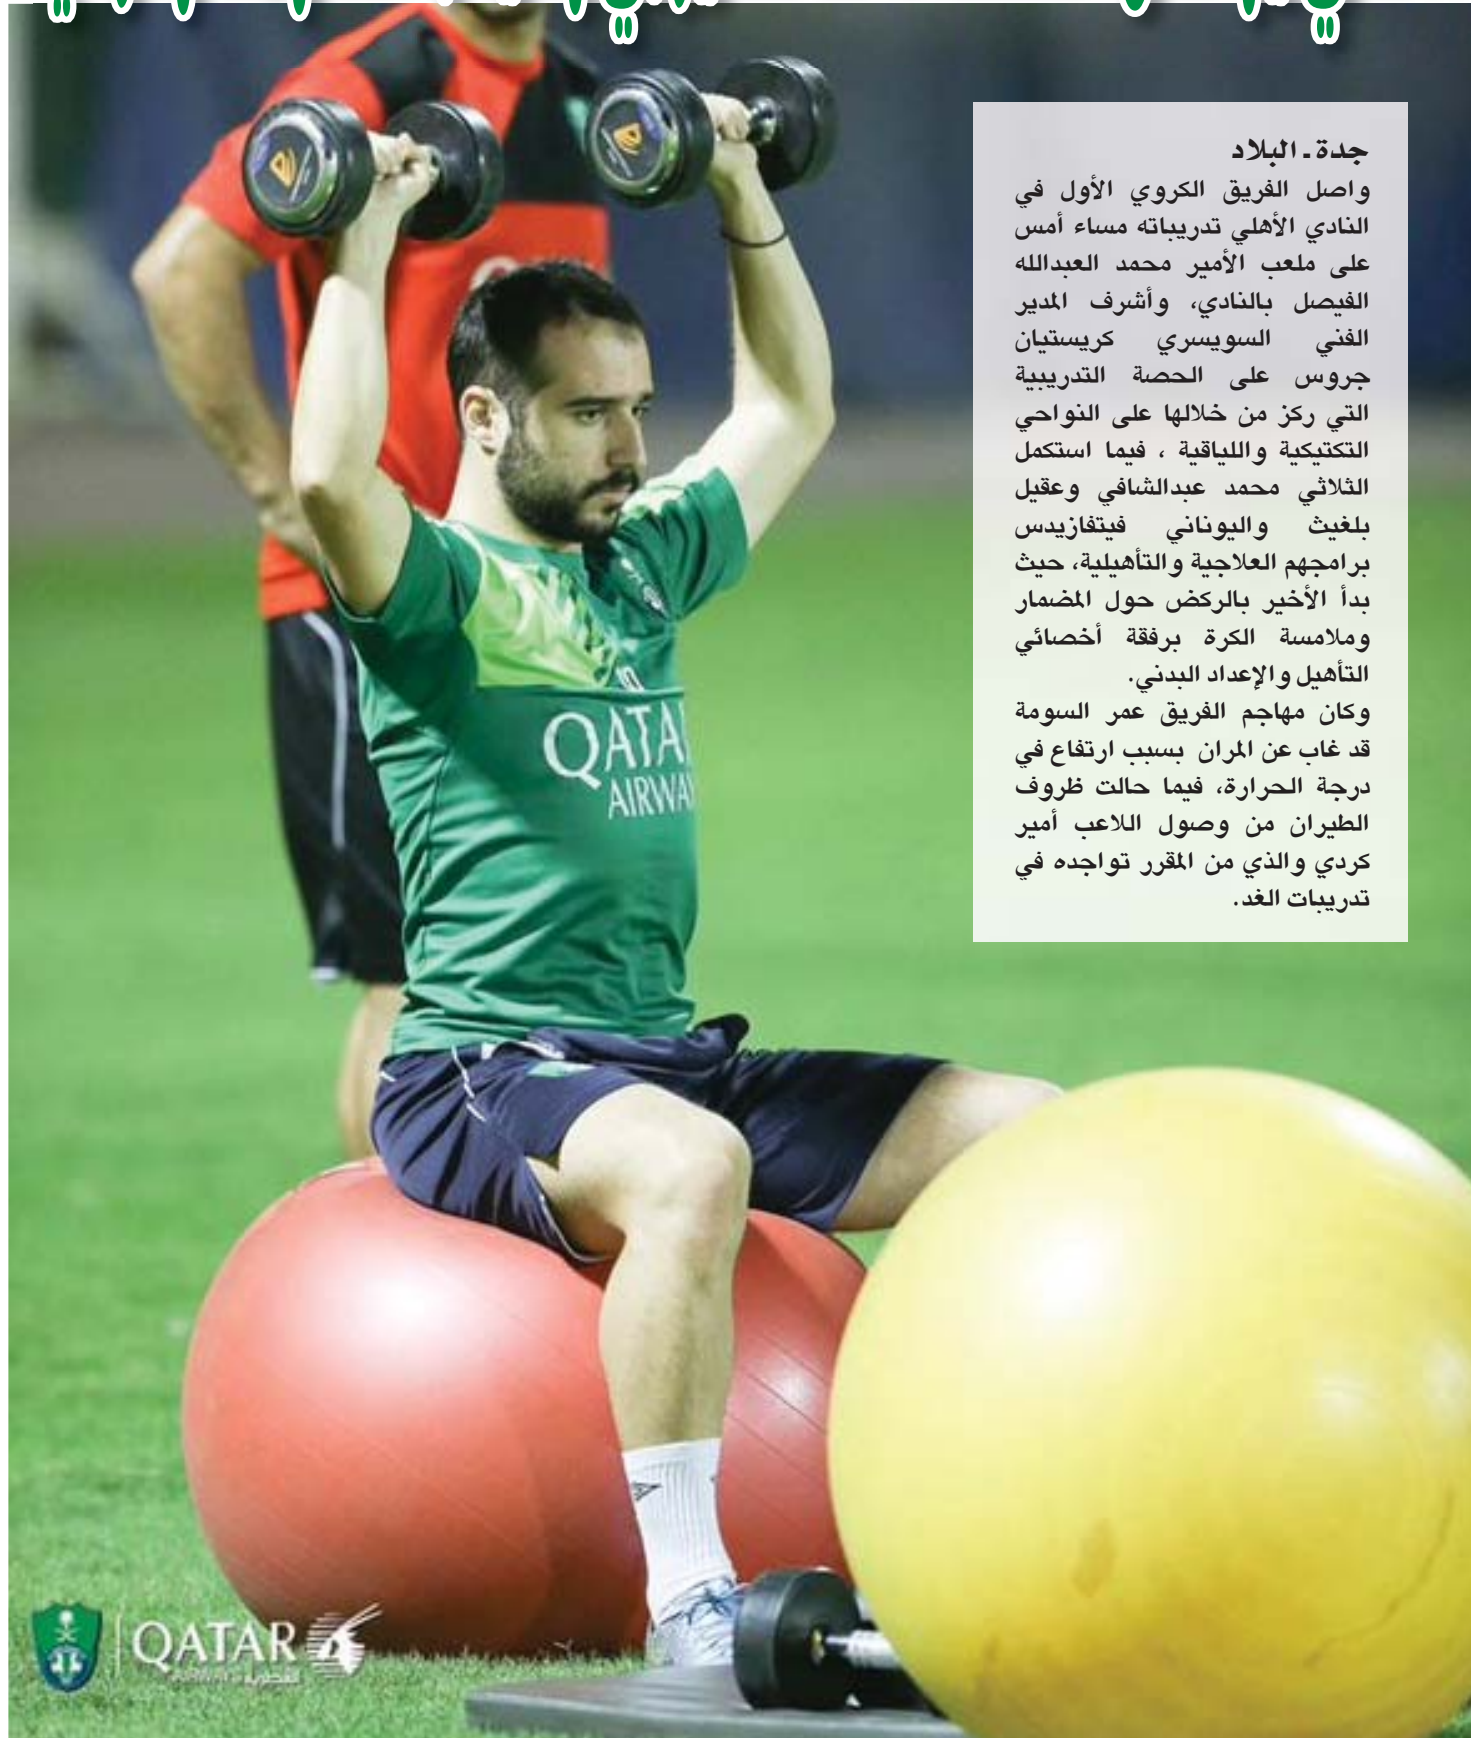 جدة ـ البلاد
واصل الفريق الكروي الأول في
النادي الأهلي تدريباته مساء أمس
على ملعب الأمير محمد العبدالله
الفيصل بالنادي، وأشرف المدير
الفني السويسري كريستيان
جروس على الحصة التدريبية
التي ركز من خلالها على النواحي
التكتيكية واللياقية ، فيما استكمل
الثلاثي محمد عبدالشافي وعقيل
بلغيث واليوناني فيتفازيدس
برامجهم العلاجية والتأهيلية، حيث
بدأ الأخير بالركض حول المضمار
وملامسة الكرة برفقة أخصائي
التأهيل والإعداد البدني.
وكان مهاجم الفريق عمر السومة
قد غاب عن المران بسبب ارتفاع في
درجة الحرارة، فيما حالت ظروف
الطيران من وصول اللاعب أمير
كردي والذي من المقرر تواجده في
تدريبات الغد.
QATA
AIRWA
QATAR
القطرية